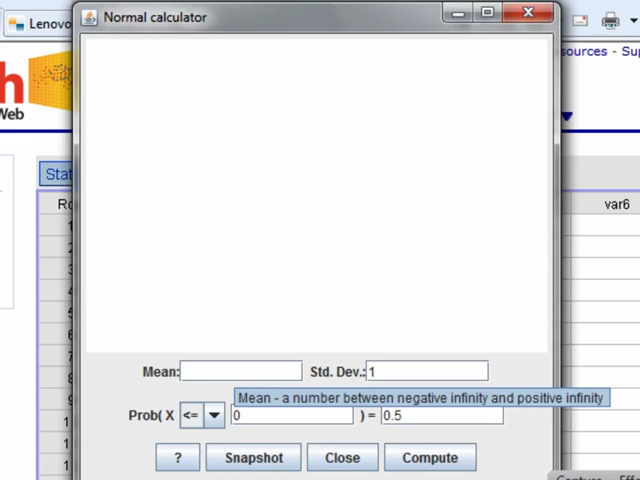 Lenovo
Normal calculator
sources - Sup
h
Web
Stat
Ro
var6
1
2
3
4
5
6
7
8
9
1
1
1
Mean:
Std. Dev.: 1
Mean - a number between negative infinity and positive infinity
Prob( X <= 0 ) = 0.5
? Snapshot Close Compute